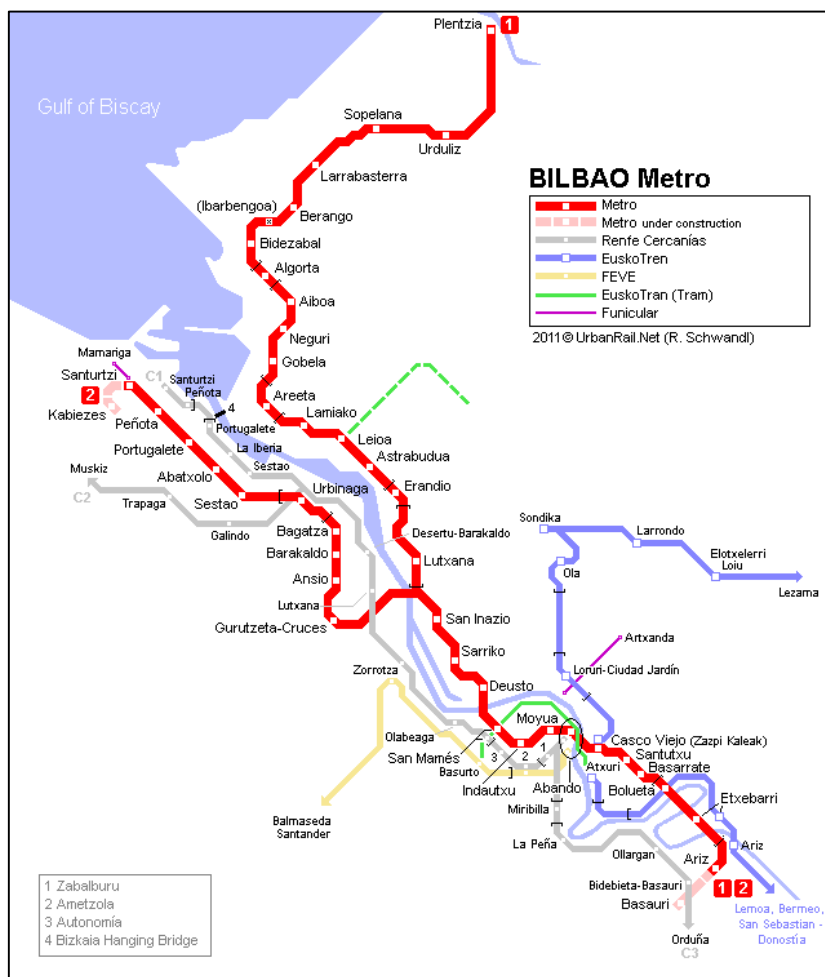 Plentzia
1
Gulf of Biscay
Sopelana
Urduliz
Larrabasterra
BILBAO Metro
(Ibarbengoa)
Berango
Bidezabal
Algorta
Aiboa
Neguri
Gobela
Areeta
Lamiako
Leioa
Astrabudua
Erandio
Lutxana
Metro
Metro under construction
Renfe Cercanías
EuskoTren
FEVE
EuskoTran (Tram)
Funicular
2011 © UrbanRail.Net (R. Schwandl)
Mamariga
Santurtzi
2
Kabiezes
Peñota
Portugalete
Abatxolo
Sestao
Urbinaga
Bagatza
Barakaldo
Ansio
Gurutzeta-Cruces
C1
Santurtzi
Peñota
4
Portugalete
La Iberia
Sestao
Desertu-Barakaldo
Lutxana
Muskiz
C2
Trapaga
Galindo
Zorrotza
Olabeaga
San Inazio
Sarriko
Deusto
San Mamés
Moyua
Indautxu
Abando
3
2
1
Basurto
Balmaseda
Santander
Sondika
Larrondo
Ola
Elotxelerri
Loiu
Lezama
Artxanda
Loruri-Ciudad Jardín
Casco Viejo (Zazpi Kaleak)
Santutxu
Basarrate
Bolueta
Etxebarri
Ariz
Ariz
1 2
Basauri
Atxuri
Miribilla
La Peña
Ollargan
Bidebieta-Basauri
Orduña
C3
Lemoa, Bermeo,
San Sebastian -
Donostia
1 Zabalburu
2 Ametzola
3 Autonomía
4 Bizkaia Hanging Bridge